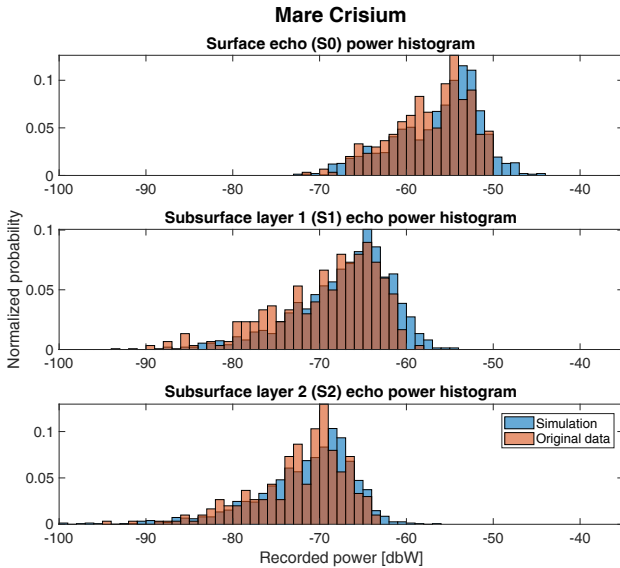 Mare Crisium
Surface echo (S0) power histogram
0.1
0.05
0
-100 -90 -80 -70 -60 -50 -40
Subsurface layer 1 (S1) echo power histogram
0.1
0.05
0
-100 -90 -80 -70 -60 -50 -40
Normalized probability
Subsurface layer 2 (S2) echo power histogram
Simulation
Original data
0.1
0.05
0
-100 -90 -80 -70 -60 -50 -40
Recorded power [dbW]